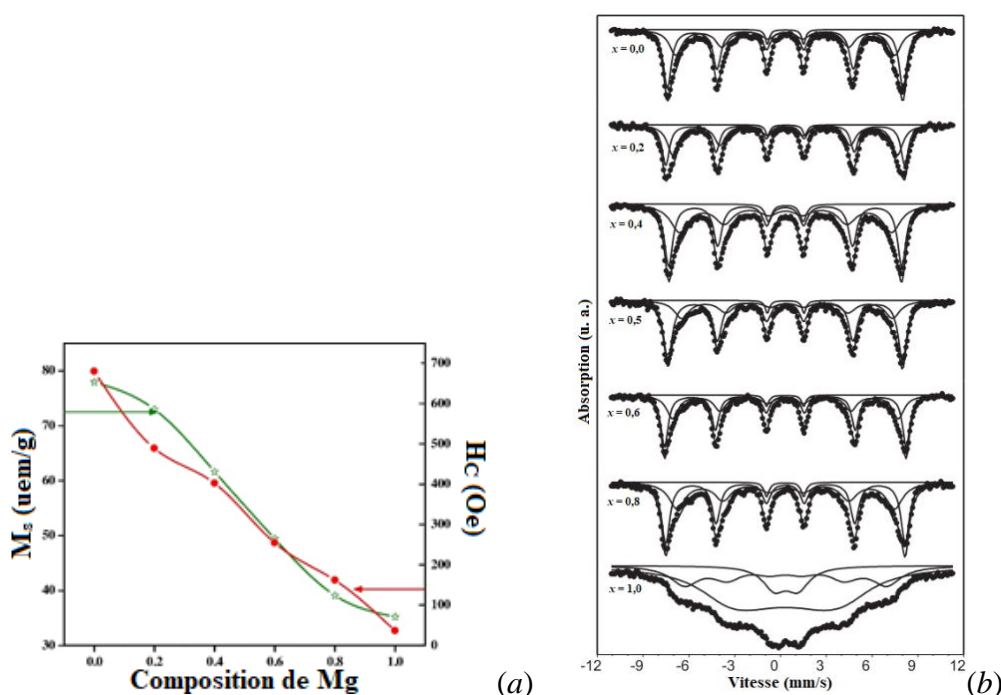 80
70
60
50
40
30
Mₛ (uem/g)
700
600
500
400
300
200
100
0
H_C (Oe)
0.0 0.2 0.4 0.6 0.8 1.0
Composition de Mg
(a)
x = 0,0
x = 0,2
x = 0,4
x = 0,5
x = 0,6
x = 0,8
x = 1,0
Absorption (u. a.)
-12 -9 -6 -3 0 3 6 9 12
Vitesse (mm/s)
(b)